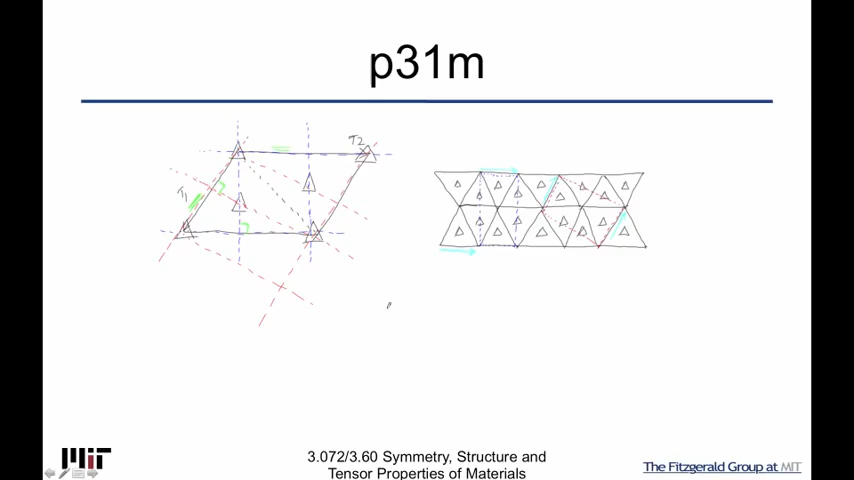 p31m
T2
T1
MIT
3.072/3.60 Symmetry, Structure and
Tensor Properties of Materials
The Fitzgerald Group at MIT